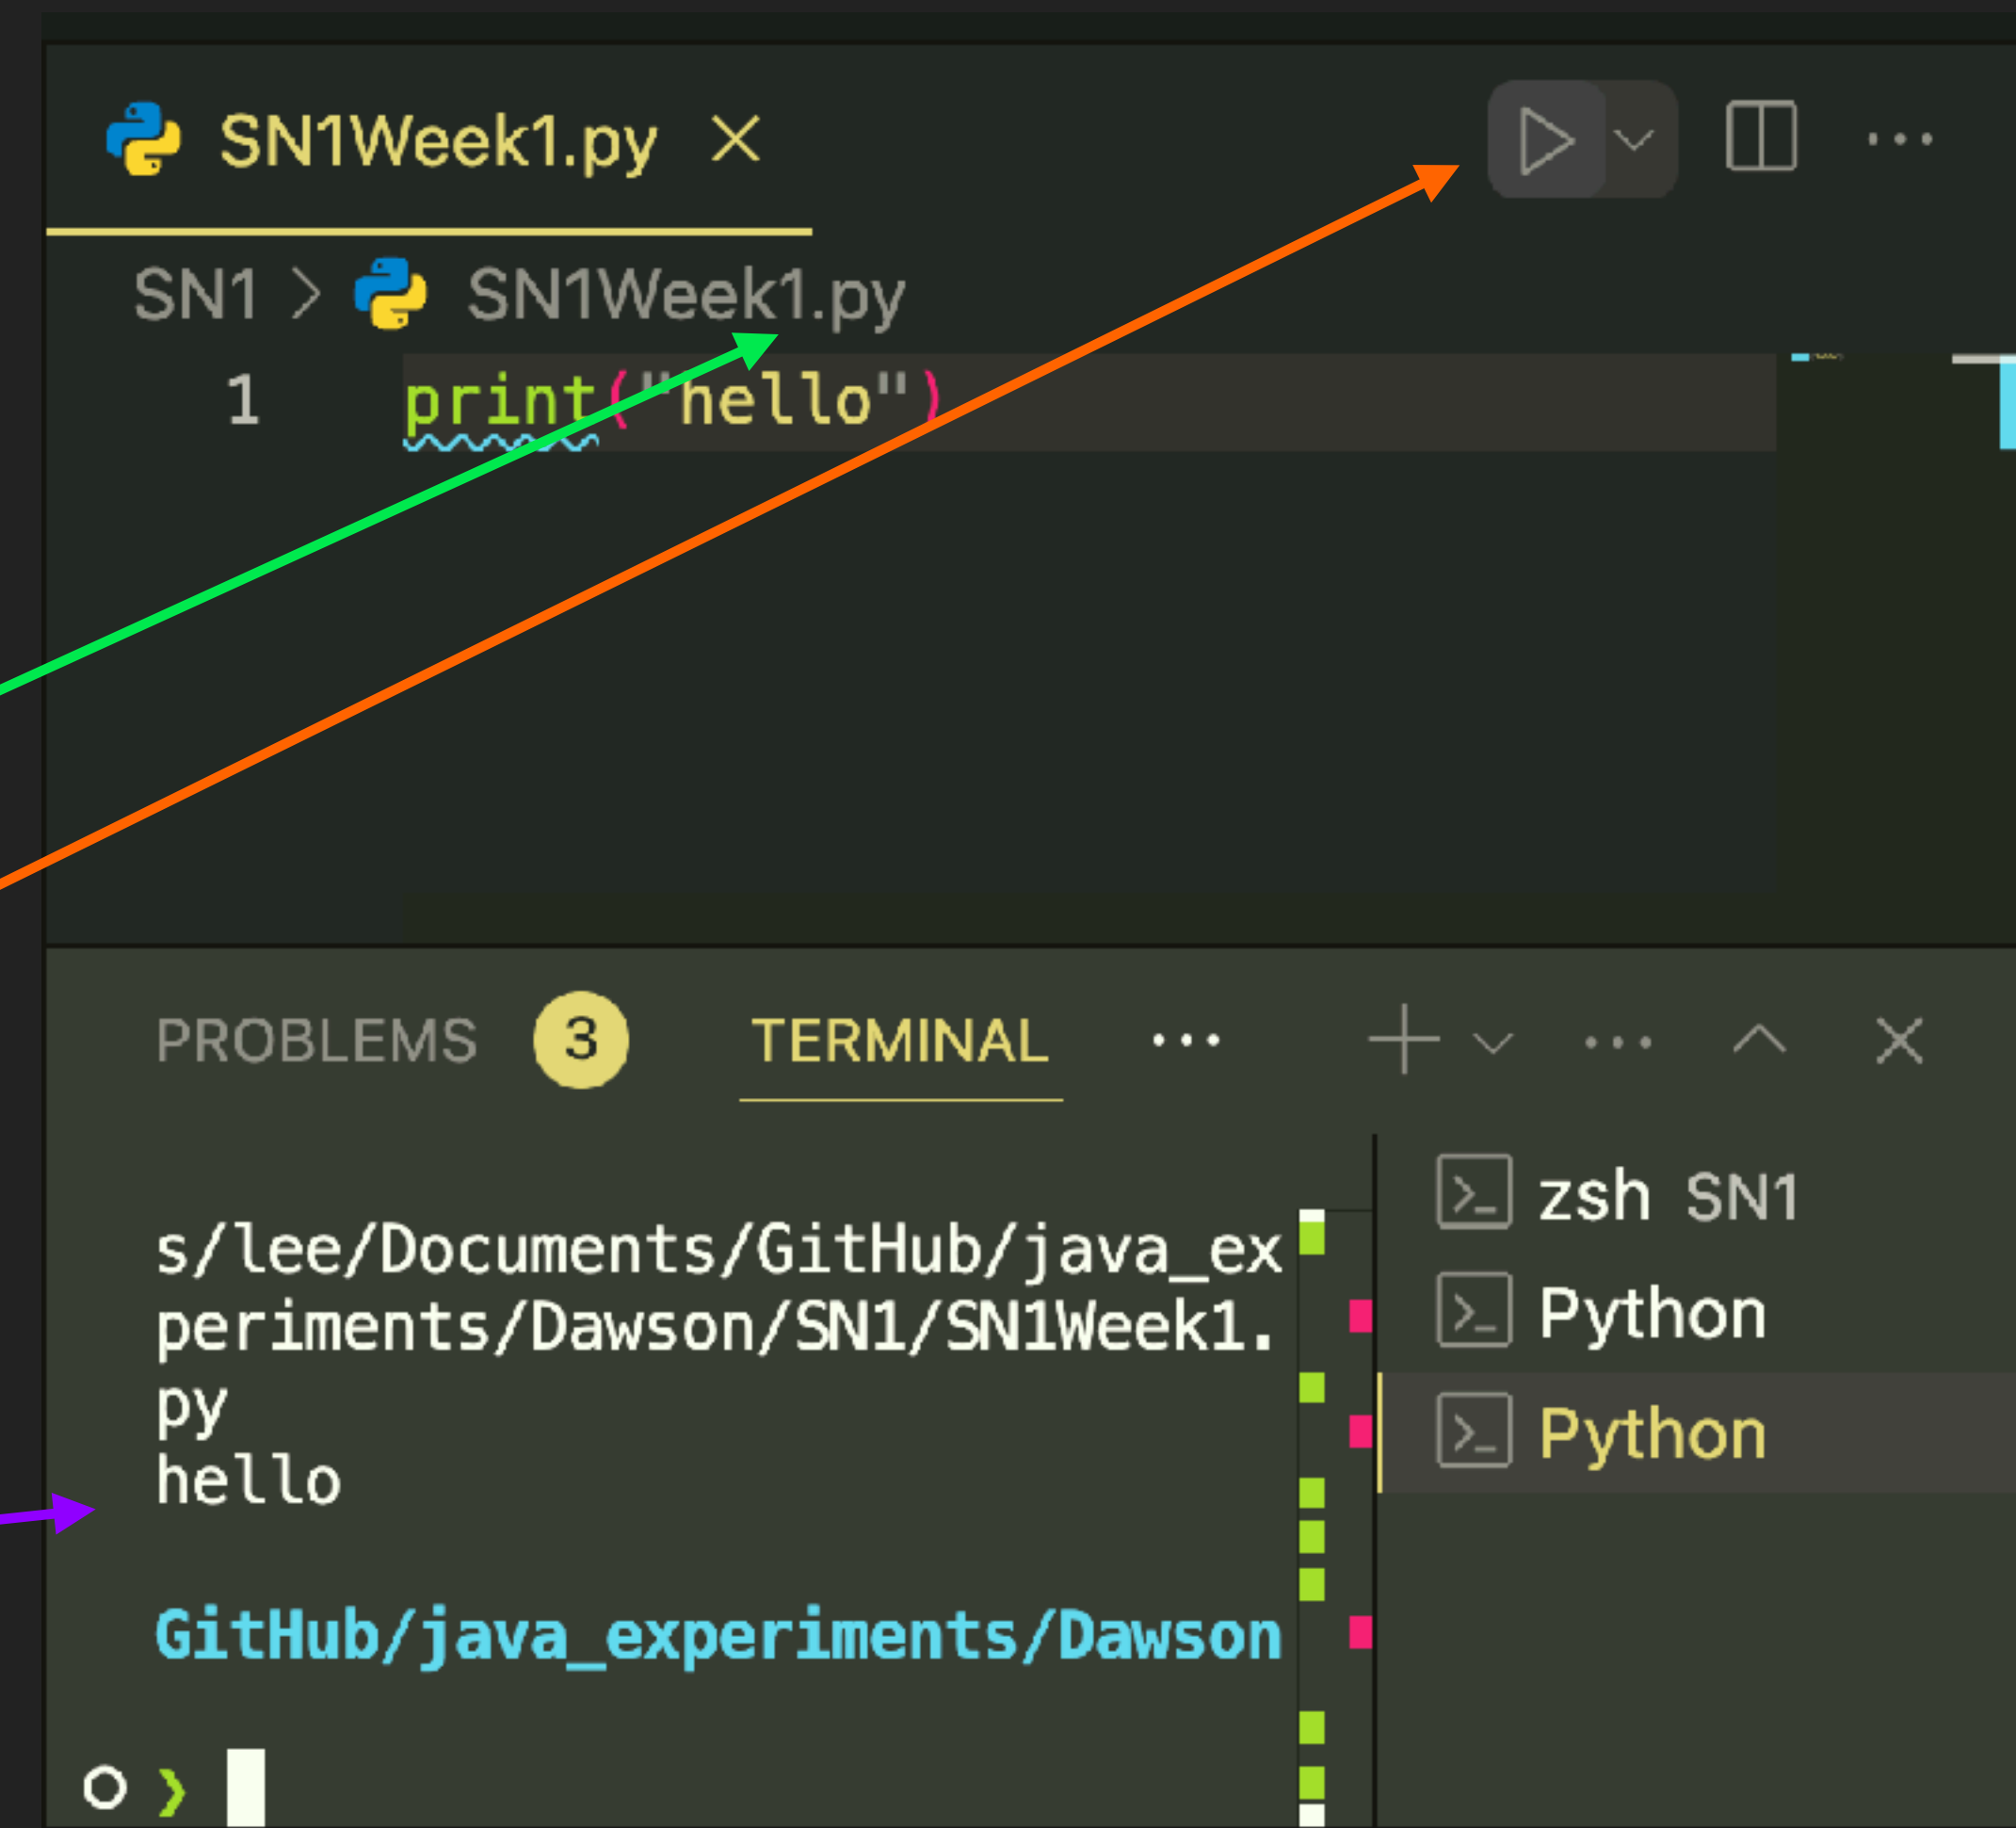 SN1Week1.py
SN1 > SN1Week1.py
1 print("hello")
PROBLEMS 3 TERMINAL
s/lee/Documents/GitHub/java_ex
periments/Dawson/SN1/SN1Week1.
py
hello
GitHub/java_experiments/Dawson
❯
zsh SN1
Python
Python